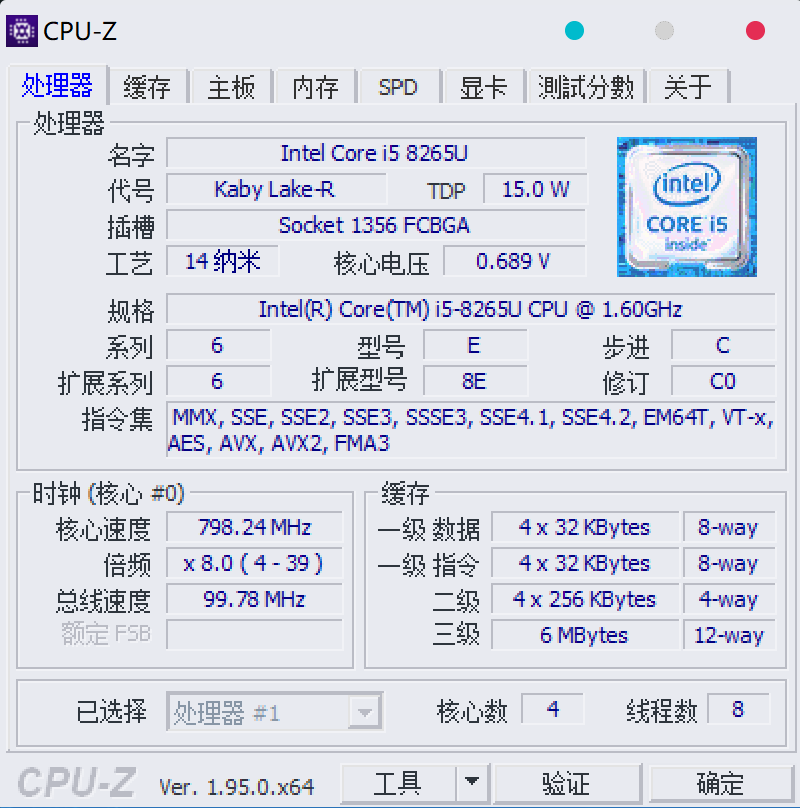 CPU-Z
处理器 缓存 主板 内存 SPD 显卡 測試分數 关于
处理器
名字 Intel Core i5 8265U
代号 Kaby Lake-R TDP 15.0 W
插槽 Socket 1356 FCBGA
工艺 14 纳米 核心电压 0.689 V
intel CORE i5 inside™
规格 Intel(R) Core(TM) i5-8265U CPU @ 1.60GHz
系列 6 型号 E 步进 C
扩展系列 6 扩展型号 8E 修订 C0
指令集 MMX, SSE, SSE2, SSE3, SSSE3, SSE4.1, SSE4.2, EM64T, VT-x,
AES, AVX, AVX2, FMA3
时钟 (核心 #0)
核心速度 798.24 MHz
倍频 x 8.0 ( 4 - 39 )
总线速度 99.78 MHz
额定 FSB
缓存
一级 数据 4 x 32 KBytes 8-way
一级 指令 4 x 32 KBytes 8-way
二级 4 x 256 KBytes 4-way
三级 6 MBytes 12-way
已选择 处理器 #1 核心数 4 线程数 8
CPU-Z Ver. 1.95.0.x64 工具 验证 确定